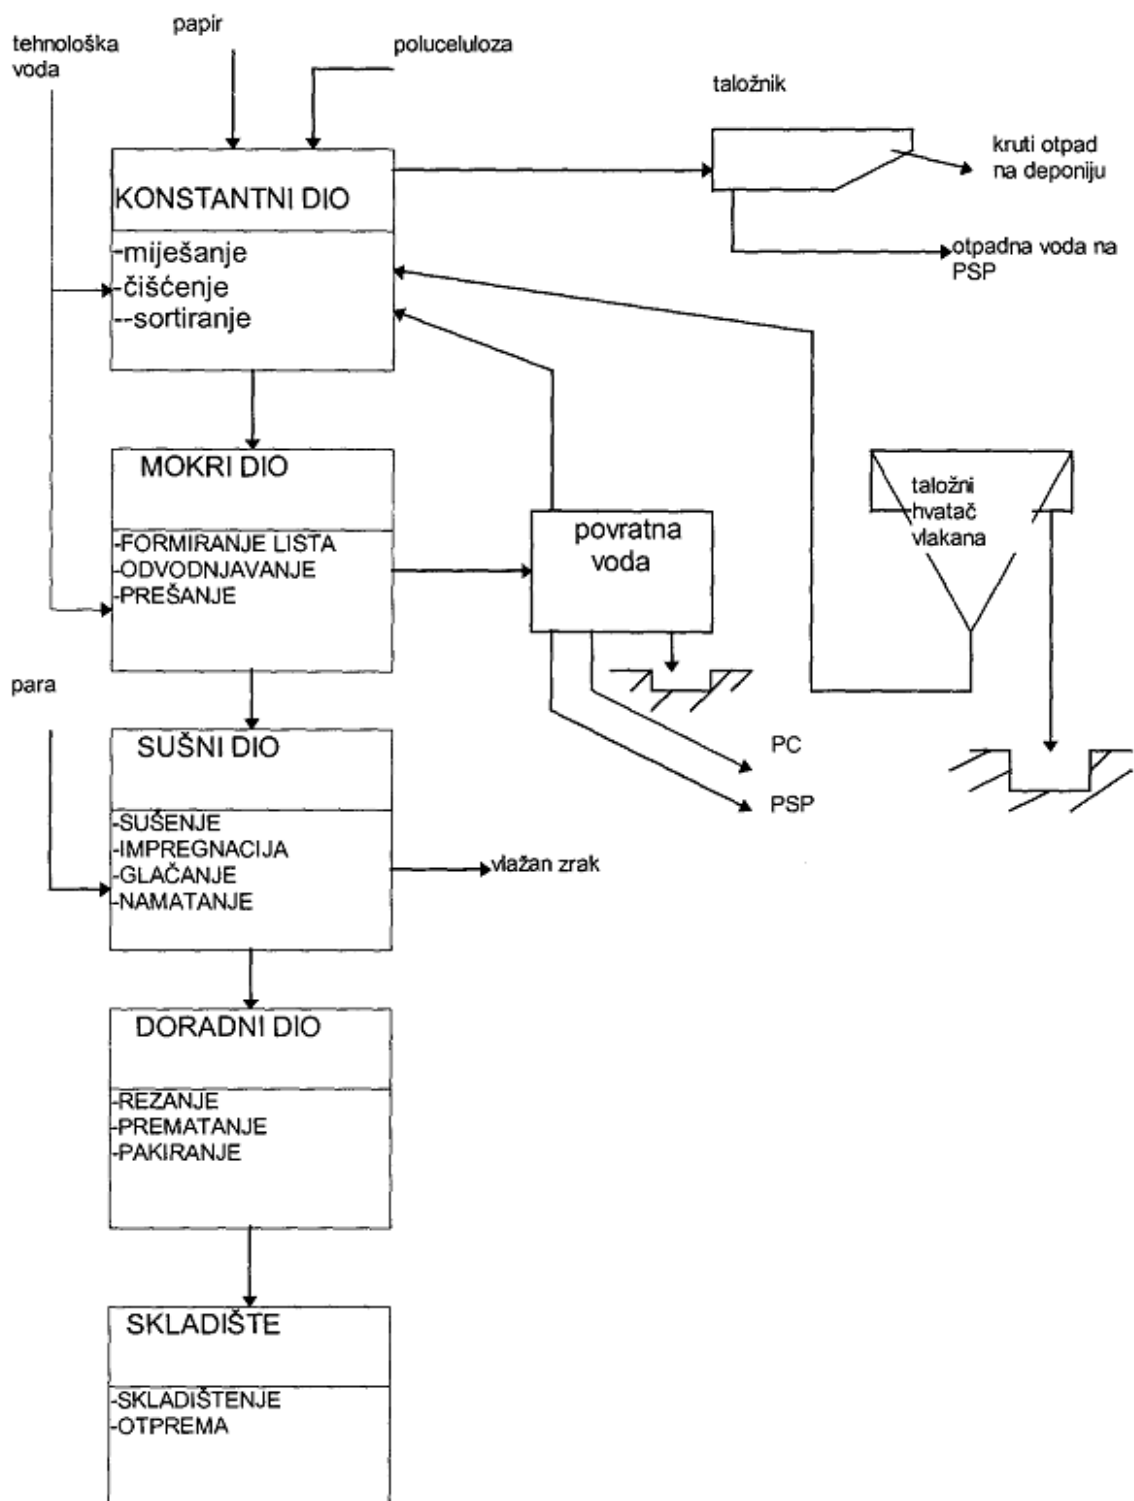 papir
tehnološka
voda
poluceluloza
taložnik
kruti otpad
na deponiju
otpadna voda na
PSP
KONSTANTNI DIO
-miješanje
-čišćenje
--sortiranje
MOKRI DIO
-FORMIRANJE LISTA
-ODVODNJAVANJE
-PREŠANJE
povratna
voda
taložni
hvatač
vlakana
para
PC
PSP
SUŠNI DIO
-SUŠENJE
-IMPREGNACIJA
-GLAČANJE
-NAMATANJE
vlažan zrak
DORADNI DIO
-REZANJE
-PREMATANJE
-PAKIRANJE
SKLADIŠTE
-SKLADIŠTENJE
-OTPREMA